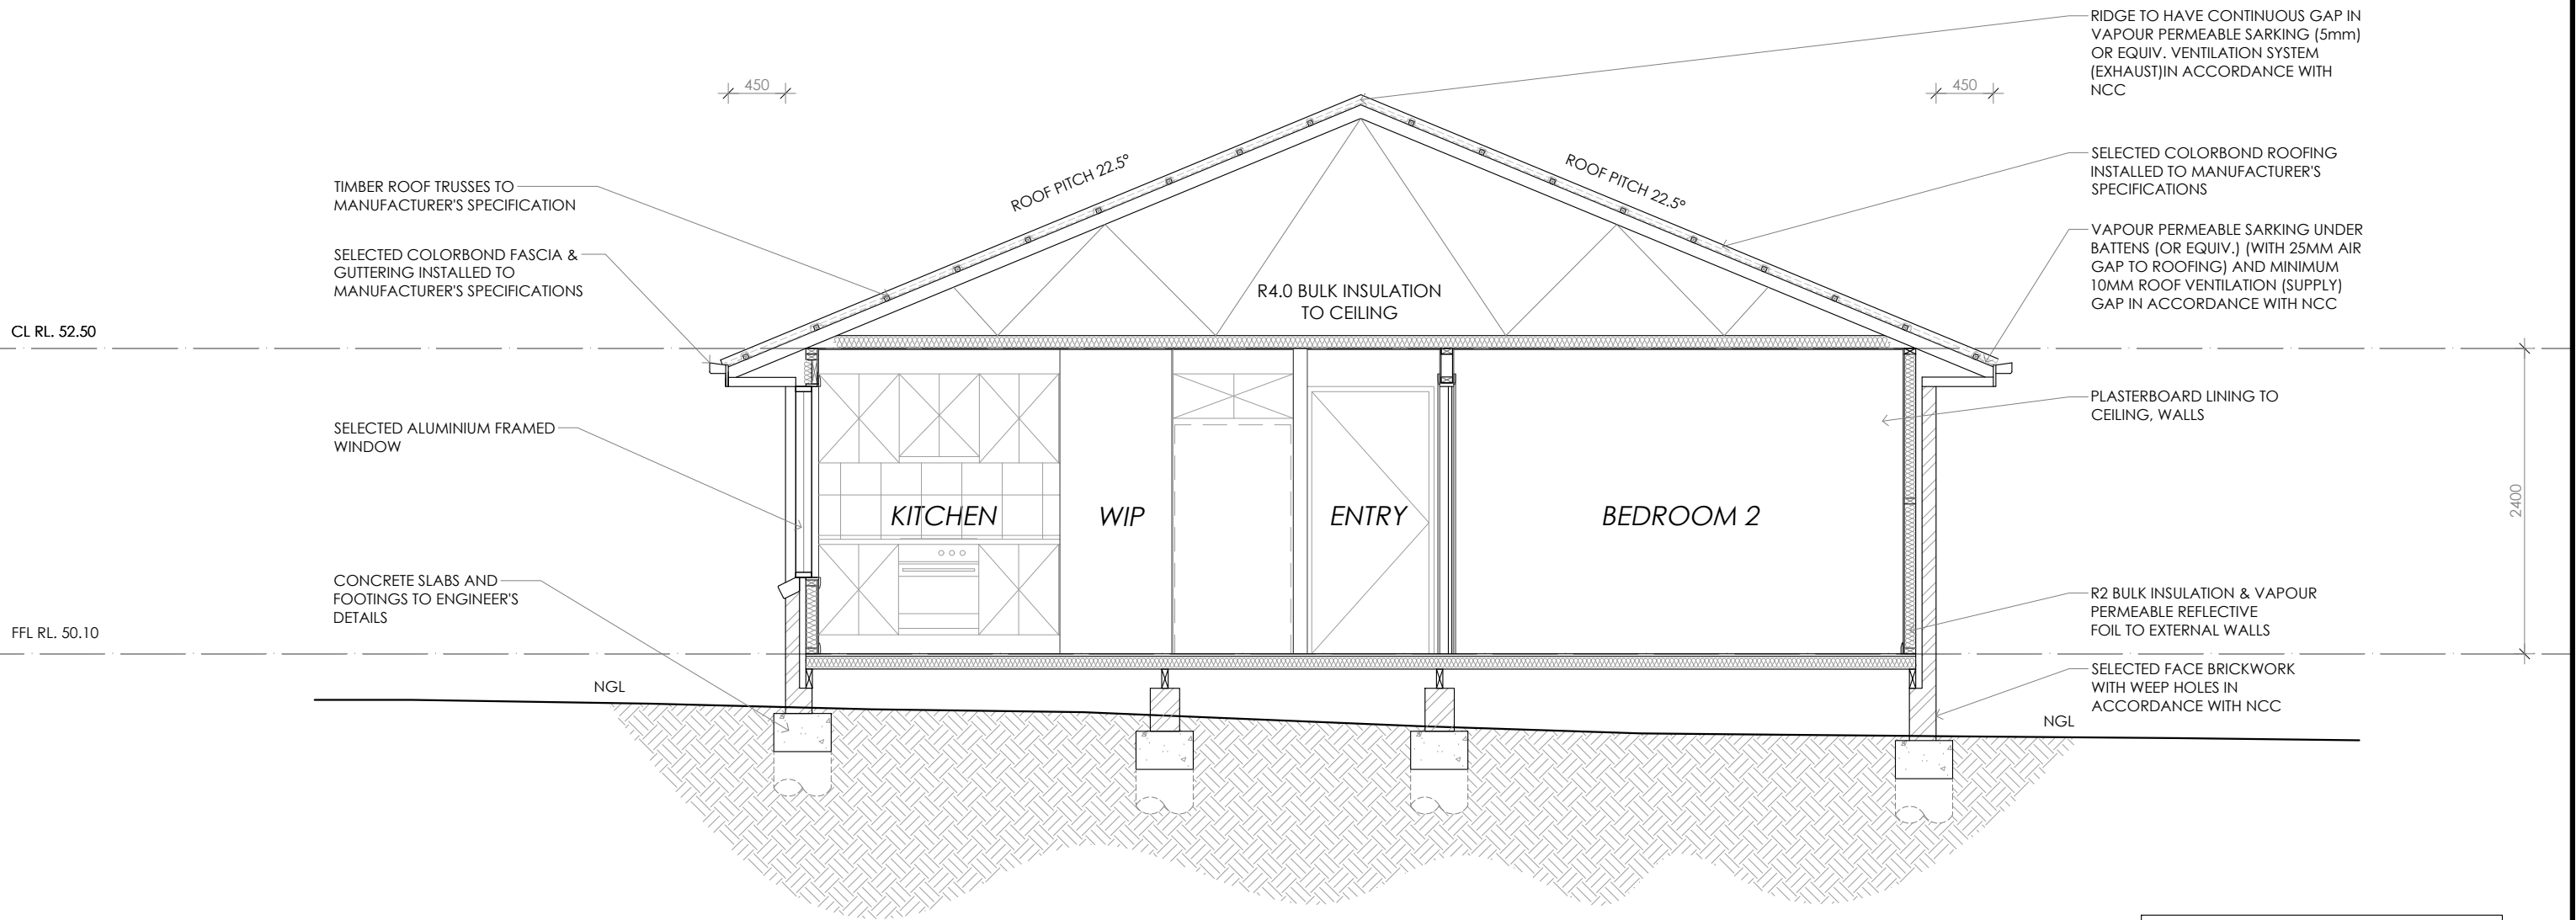 RIDGE TO HAVE CONTINUOUS GAP IN
VAPOUR PERMEABLE SARKING (5mm)
OR EQUIV. VENTILATION SYSTEM
(EXHAUST)IN ACCORDANCE WITH
NCC
450
450
SELECTED COLORBOND ROOFING
INSTALLED TO MANUFACTURER'S
SPECIFICATIONS
ROOF PITCH 22.5°
ROOF PITCH 22.5°
TIMBER ROOF TRUSSES TO
MANUFACTURER'S SPECIFICATION
VAPOUR PERMEABLE SARKING UNDER
BATTENS (OR EQUIV.) (WITH 25MM AIR
GAP TO ROOFING) AND MINIMUM
10MM ROOF VENTILATION (SUPPLY)
GAP IN ACCORDANCE WITH NCC
SELECTED COLORBOND FASCIA &
GUTTERING INSTALLED TO
MANUFACTURER'S SPECIFICATIONS
R4.0 BULK INSULATION
TO CEILING
CL RL. 52.50
PLASTERBOARD LINING TO
CEILING, WALLS
SELECTED ALUMINIUM FRAMED
WINDOW
KITCHEN
WIP
ENTRY
BEDROOM 2
2400
CONCRETE SLABS AND
FOOTINGS TO ENGINEER'S
DETAILS
R2 BULK INSULATION & VAPOUR
PERMEABLE REFLECTIVE
FOIL TO EXTERNAL WALLS
FFL RL. 50.10
SELECTED FACE BRICKWORK
WITH WEEP HOLES IN
ACCORDANCE WITH NCC
NGL
NGL